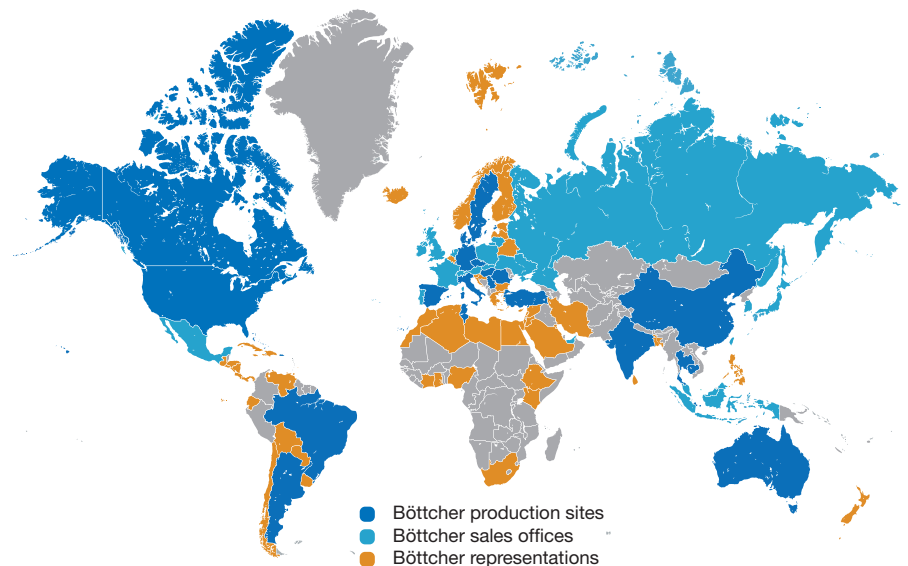 Böttcher production sites
Böttcher sales offices
Böttcher representations